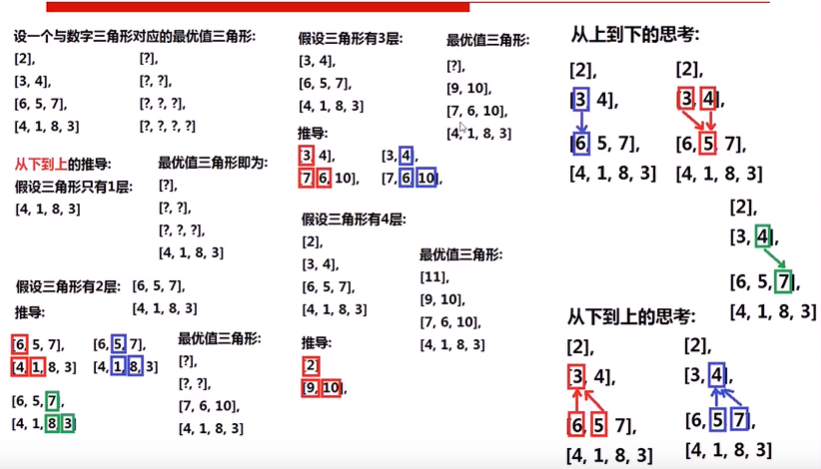 设一个与数字三角形对应的最优值三角形:
[2],
[3, 4],
[6, 5, 7],
[4, 1, 8, 3]
[?],
[?, ?],
[?, ?, ?],
[?, ?, ?, ?]
从下到上的推导:
假设三角形只有1层:
[4, 1, 8, 3]
最优值三角形即为:
[?],
[?, ?],
[?, ?, ?],
[4, 1, 8, 3]
假设三角形有2层:
[6, 5, 7],
[4, 1, 8, 3]
推导:
[6, 5, 7],
[4, 1, 8, 3]
[6, 5, 7],
[4, 1, 8, 3]
[6, 5, 7],
[4, 1, 8, 3]
最优值三角形:
[?],
[?, ?],
[7, 6, 10],
[4, 1, 8, 3]
假设三角形有3层:
[3, 4],
[6, 5, 7],
[4, 1, 8, 3]
最优值三角形:
[?],
[9, 10],
[7, 6, 10],
[4, 1, 8, 3]
推导:
[3, 4],
[7, 6, 10],
[3, 4],
[7, 6, 10],
假设三角形有4层:
[2],
[3, 4],
[6, 5, 7],
[4, 1, 8, 3]
最优值三角形:
[11],
[9, 10],
[7, 6, 10],
[4, 1, 8, 3]
推导:
[2]
[9, 10],
从上到下的思考:
[2],
[3, 4],
[6, 5, 7],
[4, 1, 8, 3]
[2],
[3, 4],
[6, 5, 7],
[4, 1, 8, 3]
[2],
[3, 4],
[6, 5, 7],
[4, 1, 8, 3]
从下到上的思考:
[2],
[3, 4],
[6, 5, 7],
[4, 1, 8, 3]
[2],
[3, 4],
[6, 5, 7],
[4, 1, 8, 3]